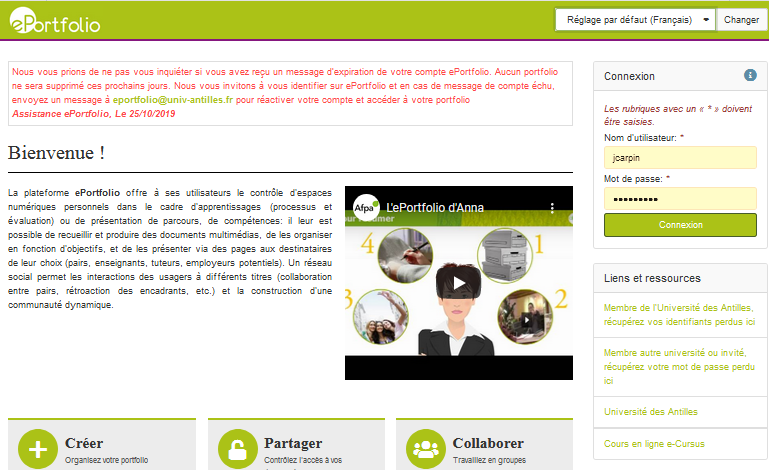 ePortfolio
Réglage par défaut (Français)
Changer
Nous vous prions de ne pas vous inquiéter si vous avez reçu un message d'expiration de votre compte ePortfolio. Aucun portfolio
ne sera supprimé ces prochains jours. Nous vous invitons à vous identifier sur ePortfolio et en cas de message de compte échu,
envoyez un message à eportfolio@univ-antilles.fr pour réactiver votre compte et accéder à votre portfolio
Assistance ePortfolio, Le 25/10/2019
Bienvenue !
La plateforme ePortfolio offre à ses utilisateurs le contrôle d'espaces
numériques personnels dans le cadre d'apprentissages (processus et
évaluation) ou de présentation de parcours, de compétences: il leur est
possible de recueillir et produire des documents multimédias, de les organiser
en fonction d'objectifs, et de les présenter via des pages aux destinataires
de leur choix (pairs, enseignants, tuteurs, employeurs potentiels). Un réseau
social permet les interactions des usagers à différents titres (collaboration
entre pairs, rétroaction des encadrants, etc.) et la construction d'une
communauté dynamique.
Afpa
L'ePortfolio d'Anna
4
1
3
2
Créer
Organisez votre portfolio
Partager
Contrôlez l'accès à vos
Collaborer
Travaillez en groupes
Connexion
Les rubriques avec un « * » doivent
être saisies.
Nom d'utilisateur: *
jcarpin
Mot de passe: *
•••••••••
Connexion
Liens et ressources
Membre de l'Université des Antilles,
récupérez vos identifiants perdus ici
Membre autre université ou invité,
récupérez votre mot de passe perdu
ici
Université des Antilles
Cours en ligne e-Cursus